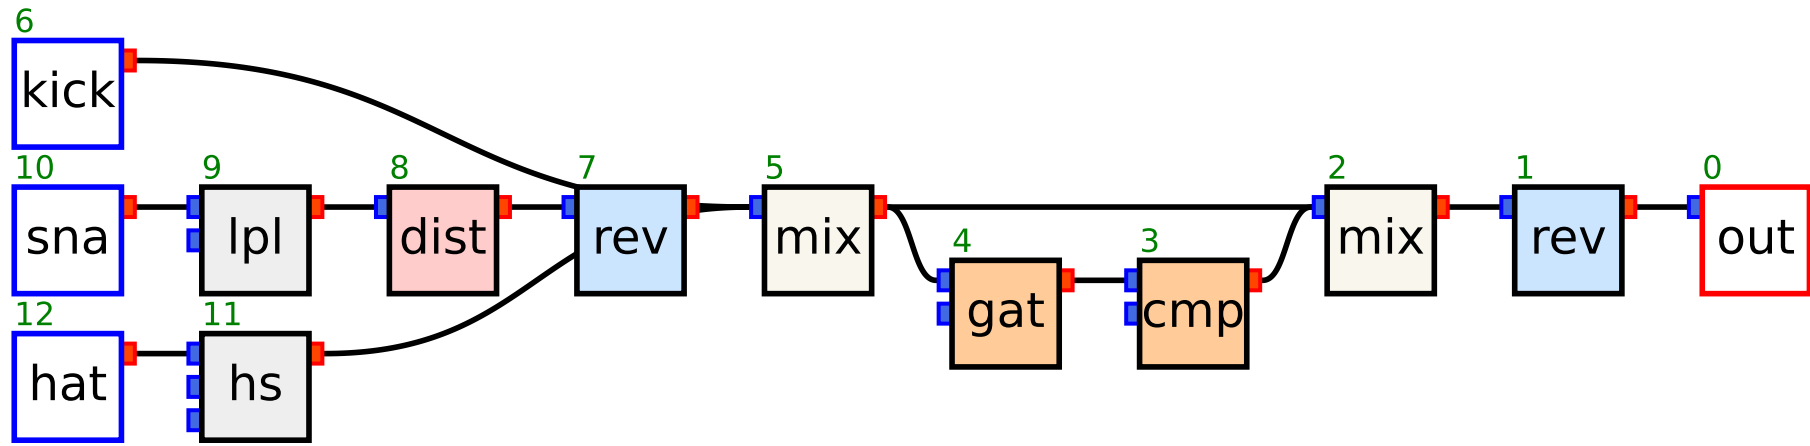 6
kick
10 9 8 7 5 2 1 0
sna lpl dist rev mix mix rev out
4 3
gat cmp
12 11
hat hs